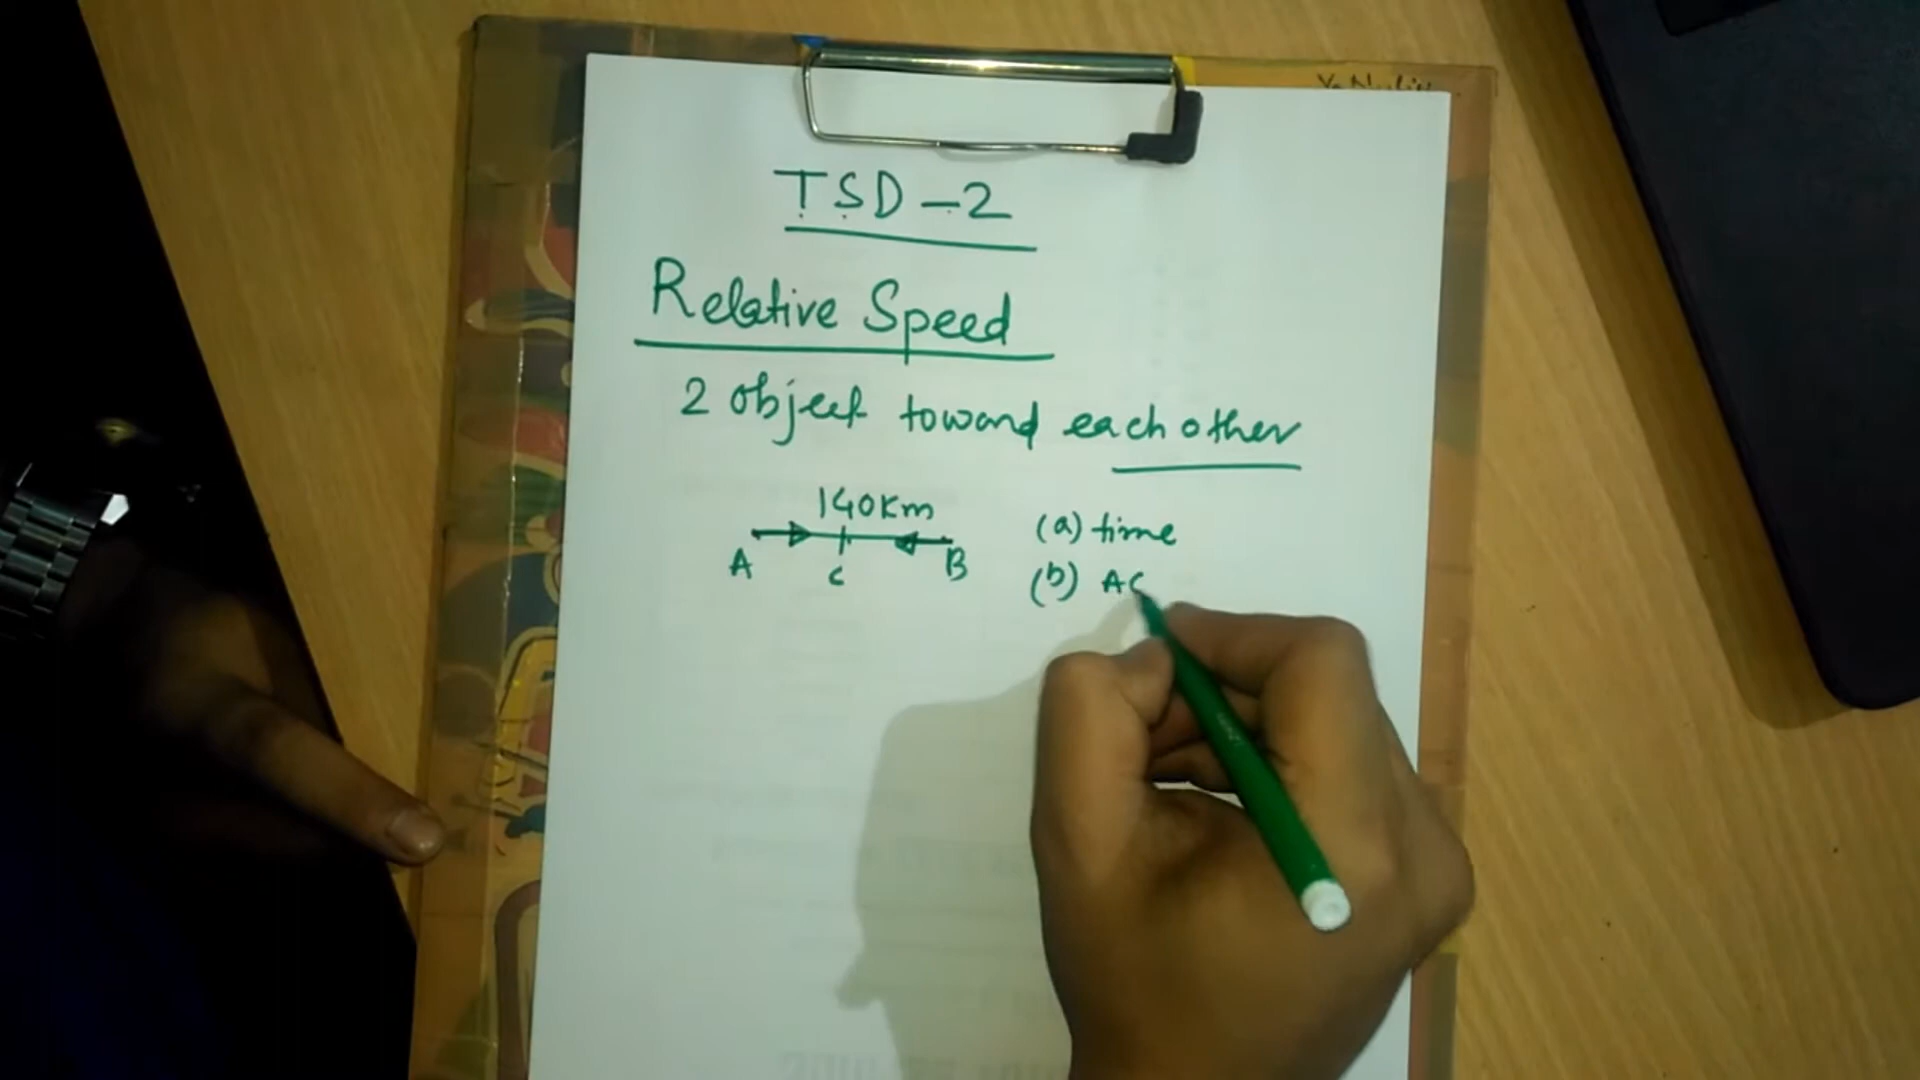 TSD-2
Relative Speed
2 object toward each other
140Km
A C B
(a) time
(b) AC